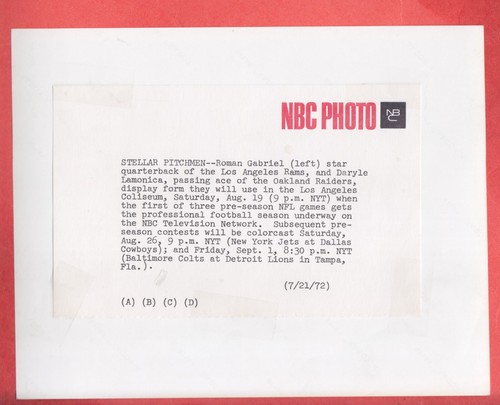 NBC PHOTO NBC
STELLAR PITCHMEN--Roman Gabriel (left) star
quarterback of the Los Angeles Rams, and Daryle
Lamonica, passing ace of the Oakland Raiders,
display form they will use in the Los Angeles
Coliseum, Saturday, Aug. 19 (9 p.m. NYT) when
the first of three pre-season NFL games gets
the professional football season underway on
the NBC Television Network. Subsequent pre-
season contests will be colorcast Saturday,
Aug. 26, 9 p.m. NYT (New York Jets at Dallas
Cowboys); and Friday, Sept. 1, 8:30 p.m. NYT
(Baltimore Colts at Detroit Lions in Tampa,
Fla.).
(7/21/72)
(A) (B) (C) (D)